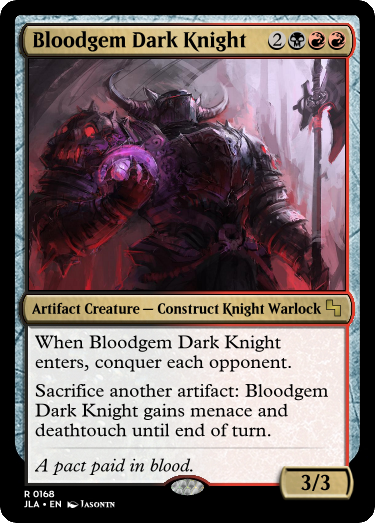 Bloodgem Dark Knight 2
Artifact Creature — Construct Knight Warlock
When Bloodgem Dark Knight
enters, conquer each opponent.
Sacrifice another artifact: Bloodgem
Dark Knight gains menace and
deathtouch until end of turn.
A pact paid in blood.
3/3
R 0168
JLA • EN JASONTN